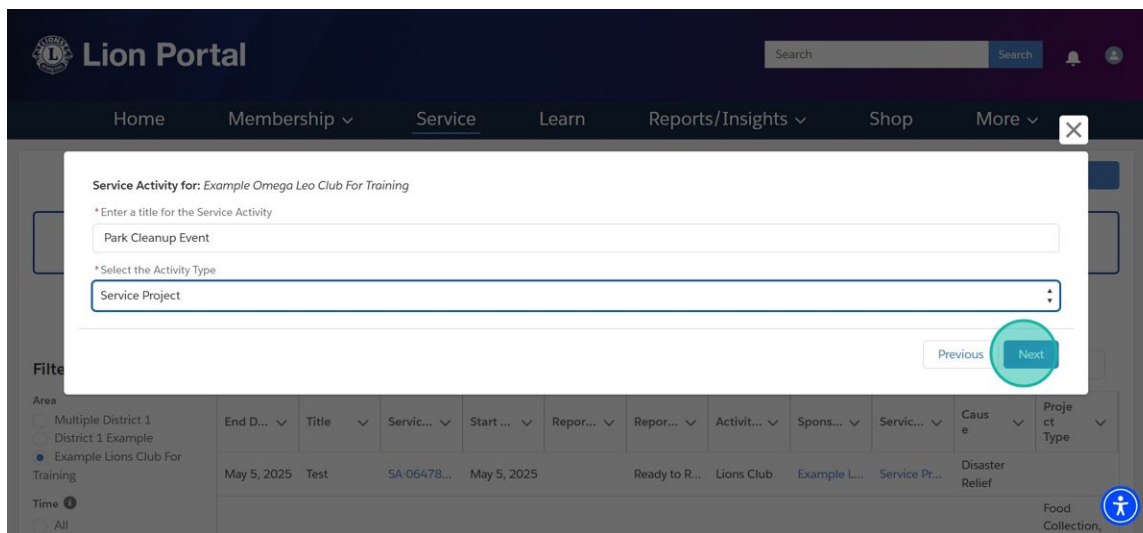 Lion Portal
Search
Search
Home Membership Service Learn Reports/Insights Shop More
Service Activity for: Example Omega Leo Club For Training
* Enter a title for the Service Activity
Park Cleanup Event
* Select the Activity Type
Service Project
Previous Next
Filte
Area
Multiple District 1
District 1 Example
Example Lions Club For
Training
Time
All
End D... Title Servic... Start ... Repor... Repor... Activit... Spons... Servic... Caus
e Proje
ct
Type
May 5, 2025 Test SA-06478... May 5, 2025 Ready to R... Lions Club Example L... Service Pr... Disaster
Relief
Food
Collection,